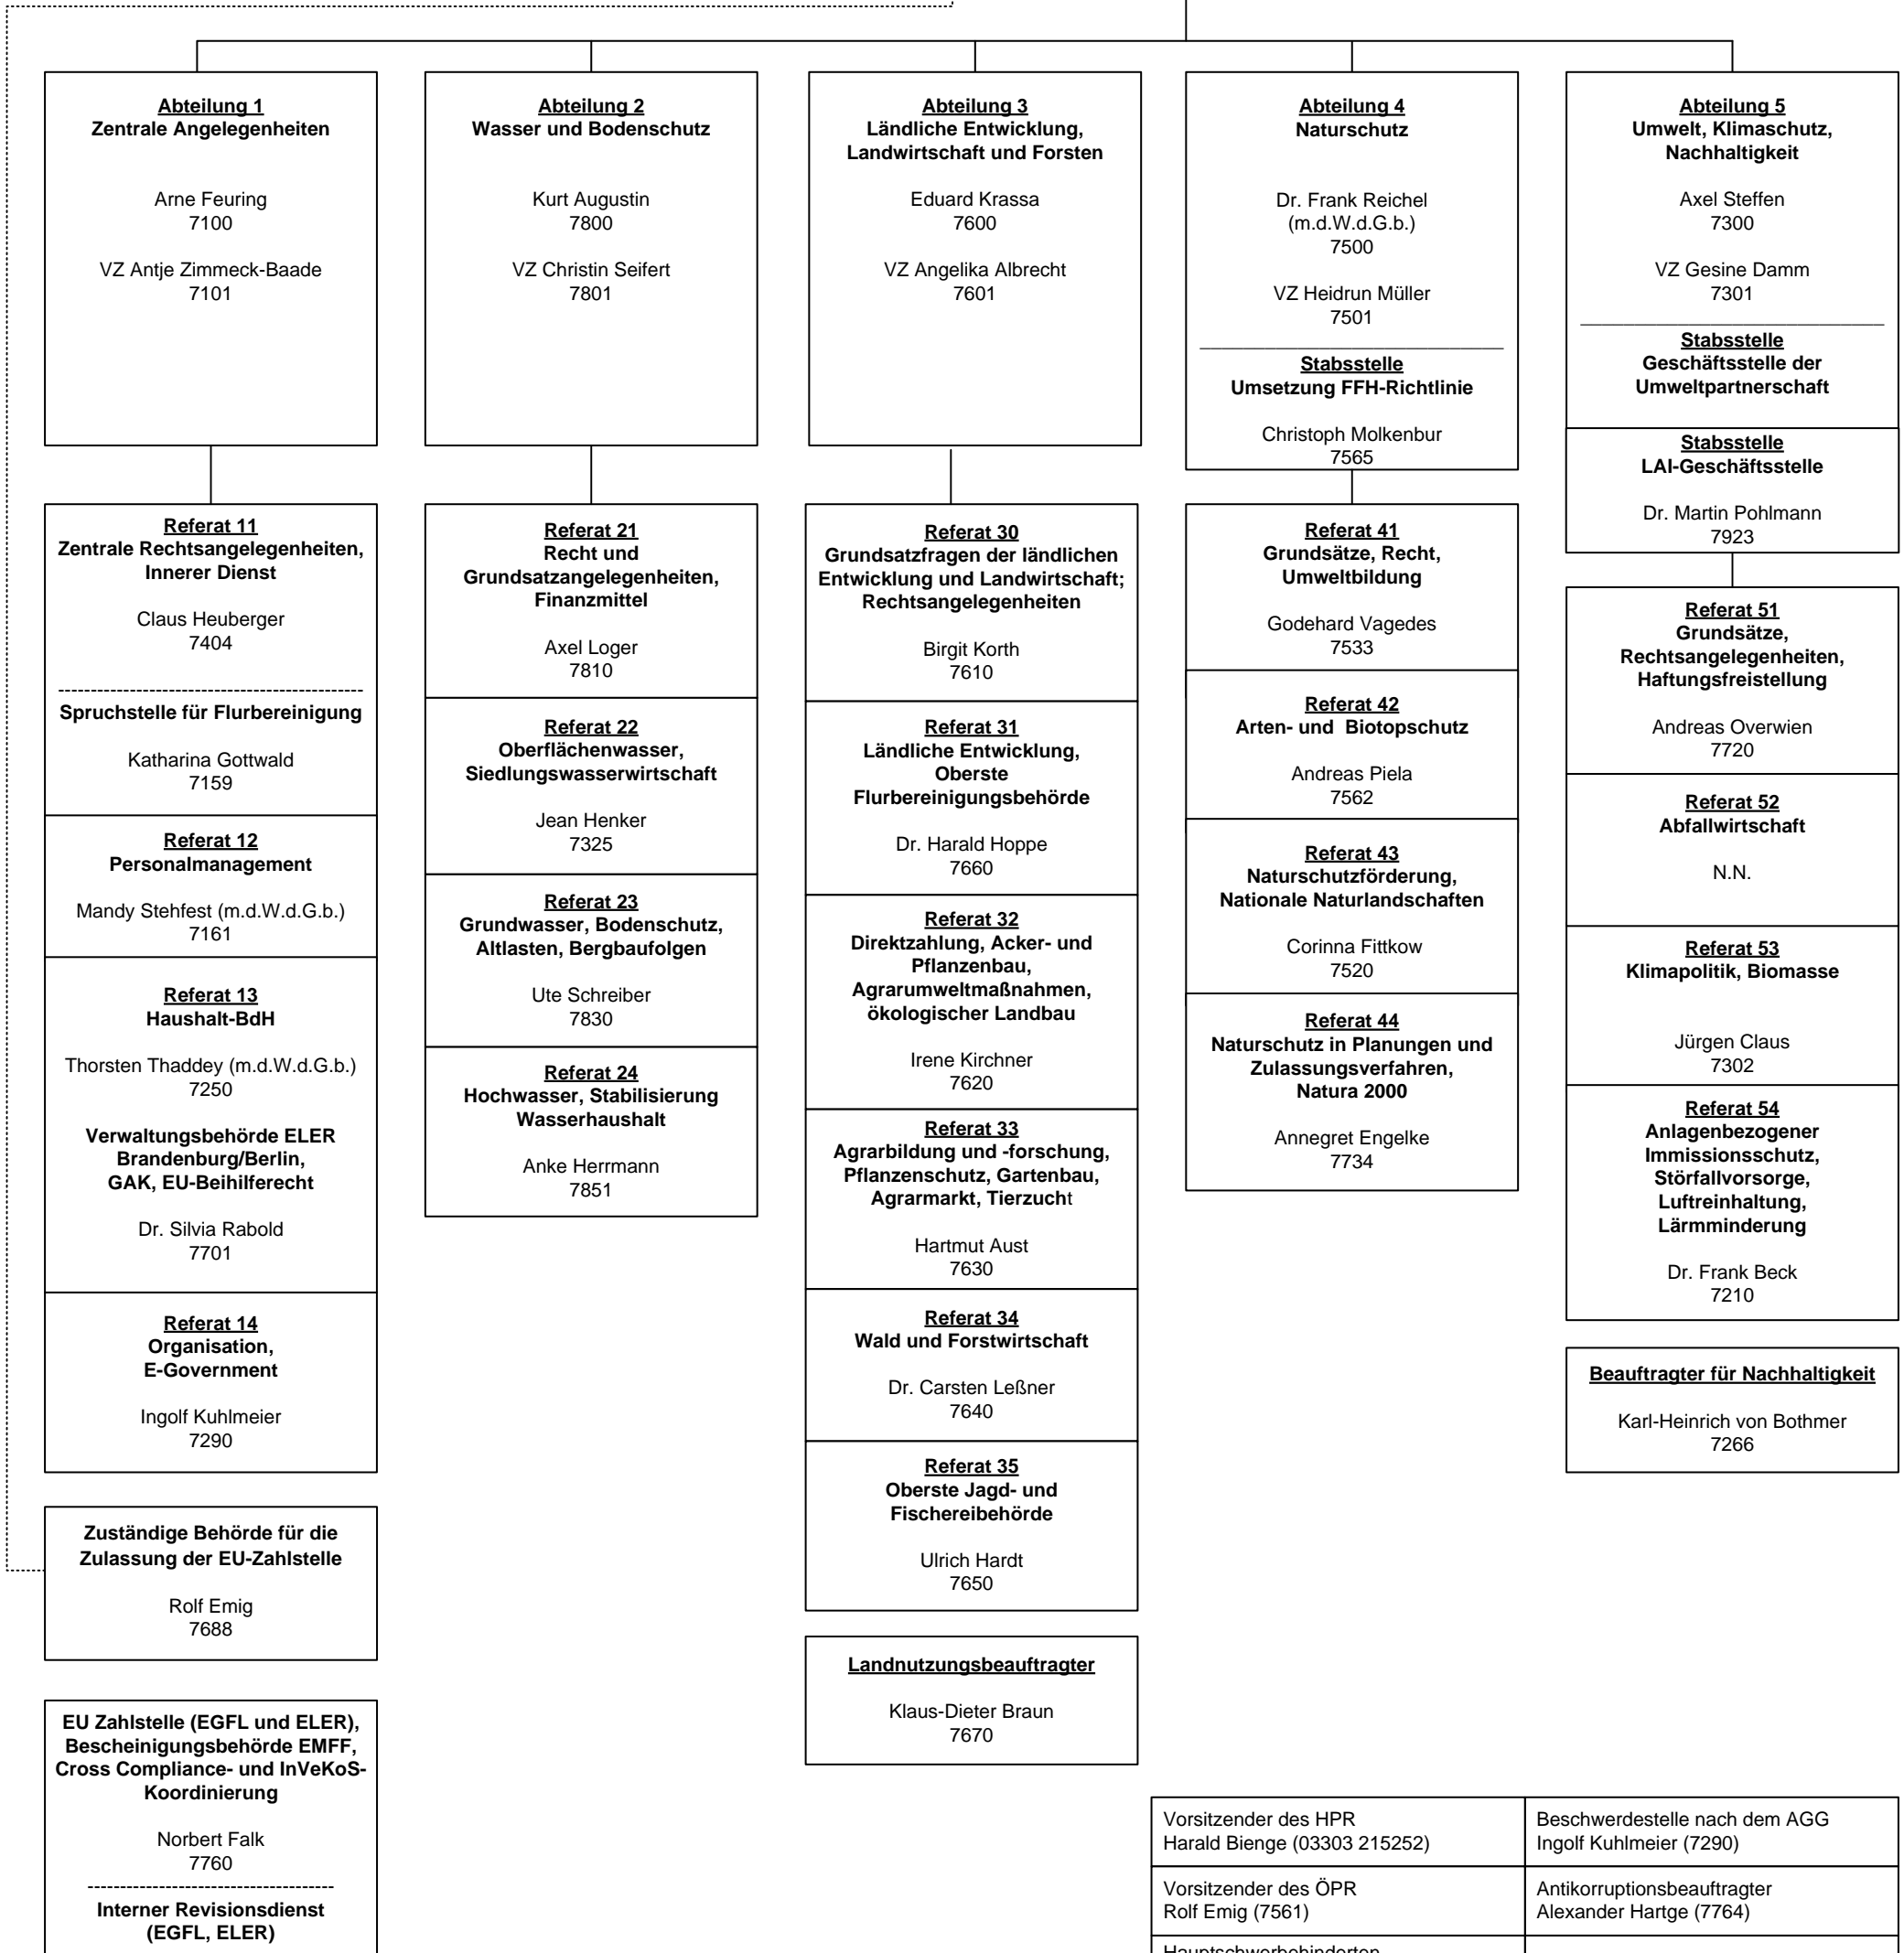 Abteilung 1
Zentrale Angelegenheiten
Arne Feuring
7100
VZ Antje Zimmeck-Baade
7101
Abteilung 2
Wasser und Bodenschutz
Kurt Augustin
7800
VZ Christin Seifert
7801
Abteilung 3
Ländliche Entwicklung,
Landwirtschaft und Forsten
Eduard Krassa
7600
VZ Angelika Albrecht
7601
Abteilung 4
Naturschutz
Dr. Frank Reichel
(m.d.W.d.G.b.)
7500
VZ Heidrun Müller
7501
Stabsstelle
Umsetzung FFH-Richtlinie
Christoph Molkenbur
7565
Abteilung 5
Umwelt, Klimaschutz,
Nachhaltigkeit
Axel Steffen
7300
VZ Gesine Damm
7301
Stabsstelle
Geschäftsstelle der
Umweltpartnerschaft
Stabsstelle
LAI-Geschäftsstelle
Dr. Martin Pohlmann
7923
Referat 11
Zentrale Rechtsangelegenheiten,
Innerer Dienst
Claus Heuberger
7404
Spruchstelle für Flurbereinigung
Katharina Gottwald
7159
Referat 12
Personalmanagement
Mandy Stehfest (m.d.W.d.G.b.)
7161
Referat 13
Haushalt-BdH
Thorsten Thaddey (m.d.W.d.G.b.)
7250
Verwaltungsbehörde ELER
Brandenburg/Berlin,
GAK, EU-Beihilferecht
Dr. Silvia Rabold
7701
Referat 14
Organisation,
E-Government
Ingolf Kuhlmeier
7290
Zuständige Behörde für die
Zulassung der EU-Zahlstelle
Rolf Emig
7688
EU Zahlstelle (EGFL und ELER),
Bescheinigungsbehörde EMFF,
Cross Compliance- und InVeKoS-
Koordinierung
Norbert Falk
7760
Interner Revisionsdienst
(EGFL, ELER)
Referat 21
Recht und
Grundsatzangelegenheiten,
Finanzmittel
Axel Loger
7810
Referat 22
Oberflächenwasser,
Siedlungswasserwirtschaft
Jean Henker
7325
Referat 23
Grundwasser, Bodenschutz,
Altlasten, Bergbaufolgen
Ute Schreiber
7830
Referat 24
Hochwasser, Stabilisierung
Wasserhaushalt
Anke Herrmann
7851
Referat 30
Grundsatzfragen der ländlichen
Entwicklung und Landwirtschaft;
Rechtsangelegenheiten
Birgit Korth
7610
Referat 31
Ländliche Entwicklung,
Oberste
Flurbereinigungsbehörde
Dr. Harald Hoppe
7660
Referat 32
Direktzahlung, Acker- und
Pflanzenbau,
Agrarumweltmaßnahmen,
ökologischer Landbau
Irene Kirchner
7620
Referat 33
Agrarbildung und -forschung,
Pflanzenschutz, Gartenbau,
Agrarmarkt, Tierzucht
Hartmut Aust
7630
Referat 34
Wald und Forstwirtschaft
Dr. Carsten Leßner
7640
Referat 35
Oberste Jagd- und
Fischereibehörde
Ulrich Hardt
7650
Landnutzungsbeauftragter
Klaus-Dieter Braun
7670
Referat 41
Grundsätze, Recht,
Umweltbildung
Godehard Vagedes
7533
Referat 42
Arten- und Biotopschutz
Andreas Piela
7562
Referat 43
Naturschutzförderung,
Nationale Naturlandschaften
Corinna Fittkow
7520
Referat 44
Naturschutz in Planungen und
Zulassungsverfahren,
Natura 2000
Annegret Engelke
7734
Referat 51
Grundsätze,
Rechtsangelegenheiten,
Haftungsfreistellung
Andreas Overwien
7720
Referat 52
Abfallwirtschaft
N.N.
Referat 53
Klimapolitik, Biomasse
Jürgen Claus
7302
Referat 54
Anlagenbezogener
Immissionsschutz,
Störfallvorsorge,
Luftreinhaltung,
Lärmminderung
Dr. Frank Beck
7210
Beauftragter für Nachhaltigkeit
Karl-Heinrich von Bothmer
7266
Vorsitzender des HPR
Harald Bienge (03303 215252)
Beschwerdestelle nach dem AGG
Ingolf Kuhlmeier (7290)
Vorsitzender des ÖPR
Rolf Emig (7561)
Antikorruptionsbeauftragter
Alexander Hartge (7764)
Hauptschwerbehinderten